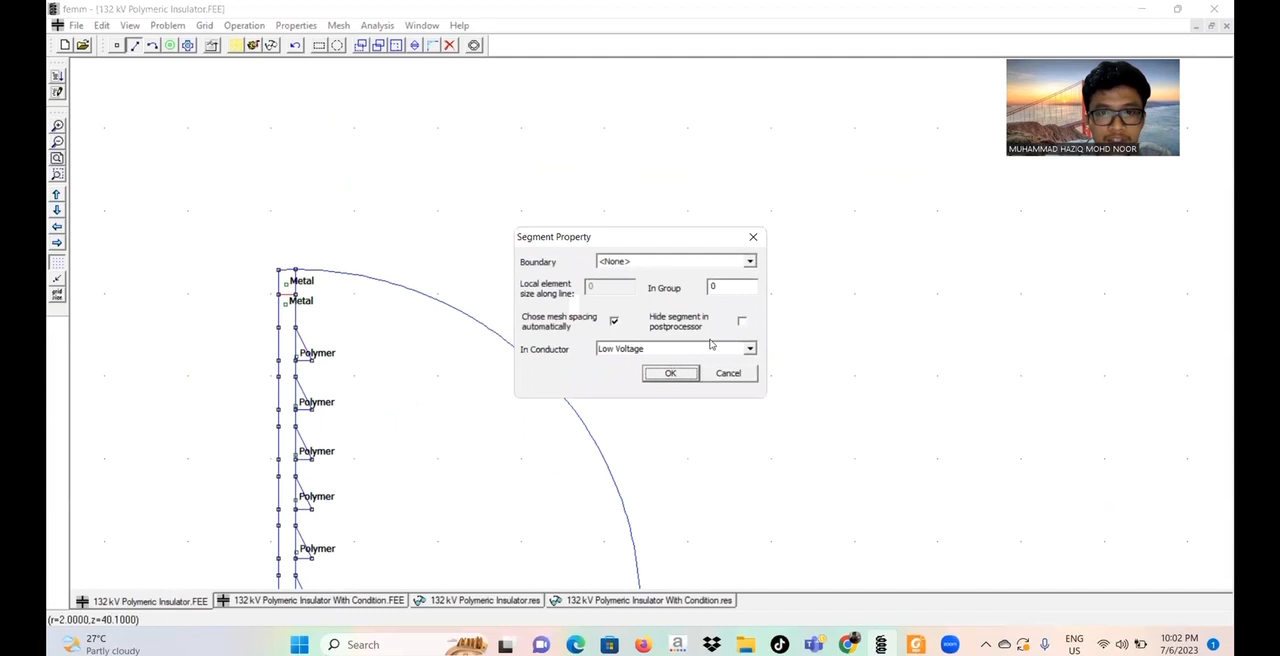 femm - [132 kV Polymeric Insulator.FEE]
File Edit View Problem Grid Operation Properties Mesh Analysis Window Help
MUHAMMAD HAZIQ MOHD NOOR
Segment Property
Boundary <None>
Local element size along line: 0 In Group 0
Chose mesh spacing automatically Hide segment in postprocessor
In Conductor Low Voltage
OK Cancel
Metal
Metal
Polymer
Polymer
Polymer
Polymer
Polymer
grid size
132 kV Polymeric Insulator.FEE 132 kV Polymeric Insulator With Condition.FEE 132 kV Polymeric Insulator.res 132 kV Polymeric Insulator With Condition.res
(r=2.0000,z=40.1000)
27°C
Partly cloudy
Search
a
zoom
ENG
US
10:02 PM
7/6/2023
1